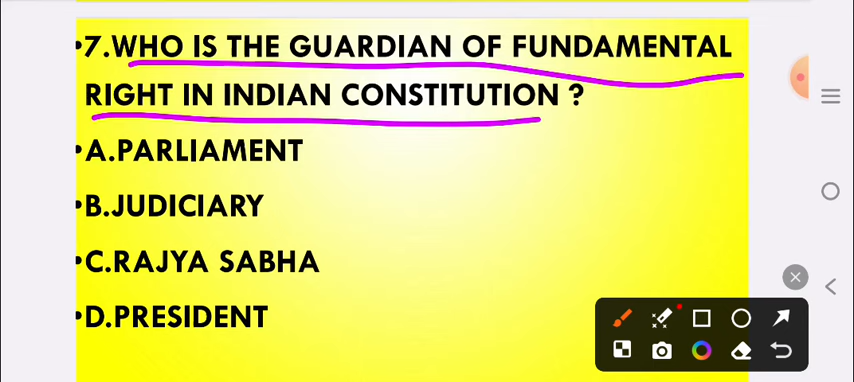 •7.WHO IS THE GUARDIAN OF FUNDAMENTAL
RIGHT IN INDIAN CONSTITUTION ?
•A.PARLIAMENT
•B.JUDICIARY
•C.RAJYA SABHA
•D.PRESIDENT